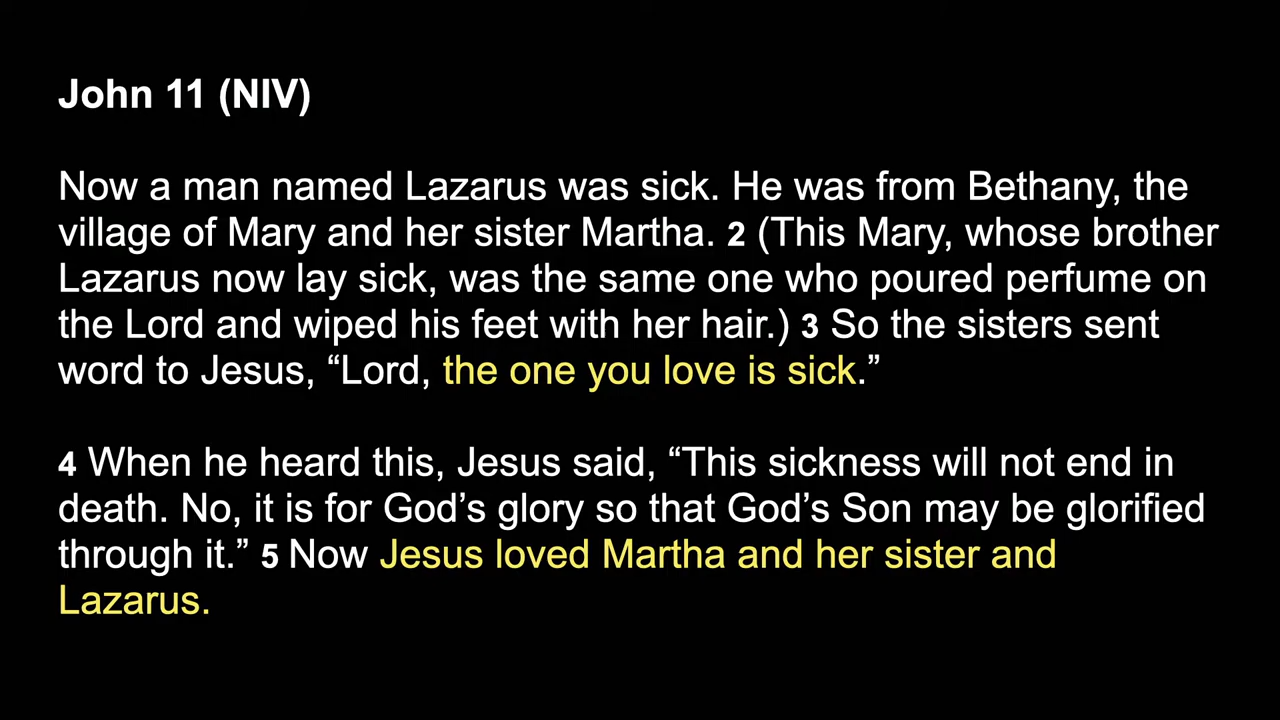 John 11 (NIV)
Now a man named Lazarus was sick. He was from Bethany, the
village of Mary and her sister Martha. 2 (This Mary, whose brother
Lazarus now lay sick, was the same one who poured perfume on
the Lord and wiped his feet with her hair.) 3 So the sisters sent
word to Jesus, “Lord, the one you love is sick.”
4 When he heard this, Jesus said, “This sickness will not end in
death. No, it is for God’s glory so that God’s Son may be glorified
through it.” 5 Now Jesus loved Martha and her sister and
Lazarus.